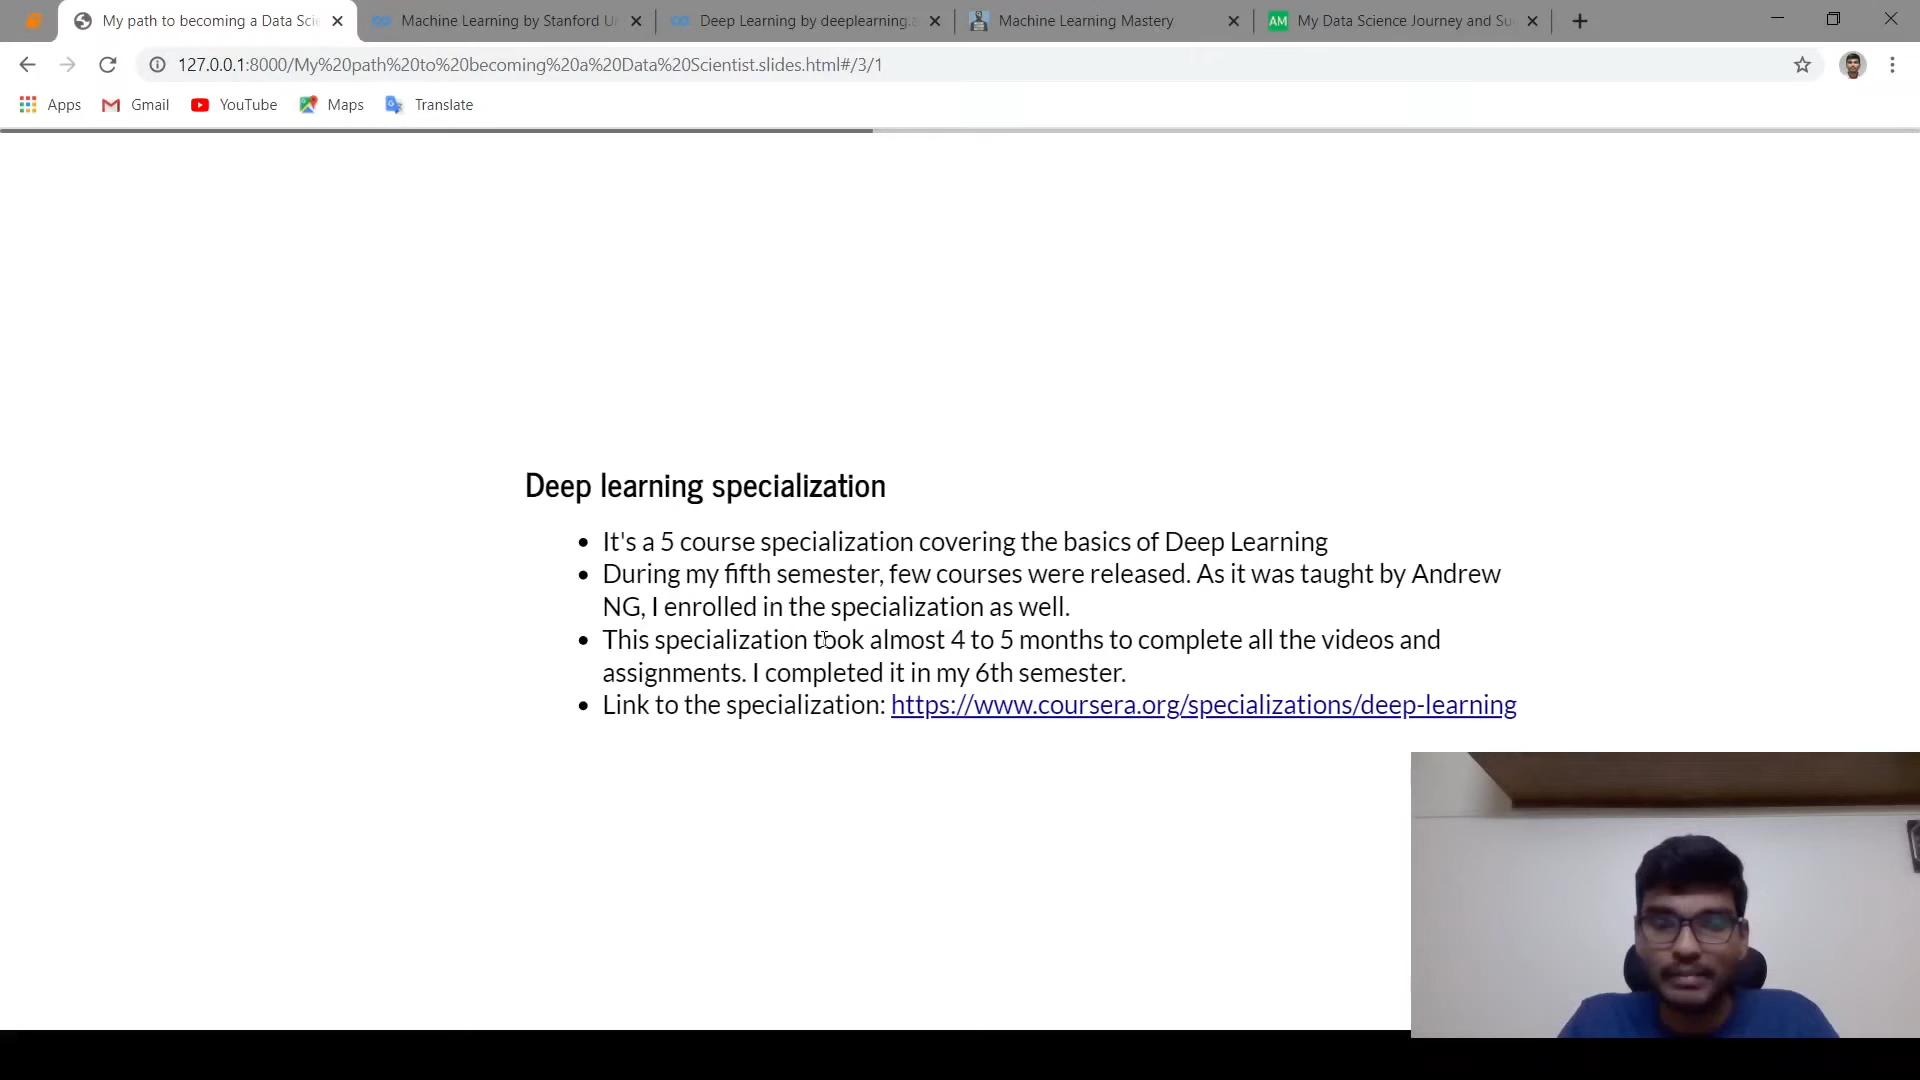 My path to becoming a Data Scie
Machine Learning by Stanford Un
Deep Learning by deeplearning.a
Machine Learning Mastery
AM My Data Science Journey and Su
127.0.0.1:8000/My%20path%20to%20becoming%20a%20Data%20Scientist.slides.html#/3/1
Apps Gmail YouTube Maps Translate
Deep learning specialization
It's a 5 course specialization covering the basics of Deep Learning
During my fifth semester, few courses were released. As it was taught by Andrew
NG, I enrolled in the specialization as well.
This specialization took almost 4 to 5 months to complete all the videos and
assignments. I completed it in my 6th semester.
Link to the specialization: https://www.coursera.org/specializations/deep-learning